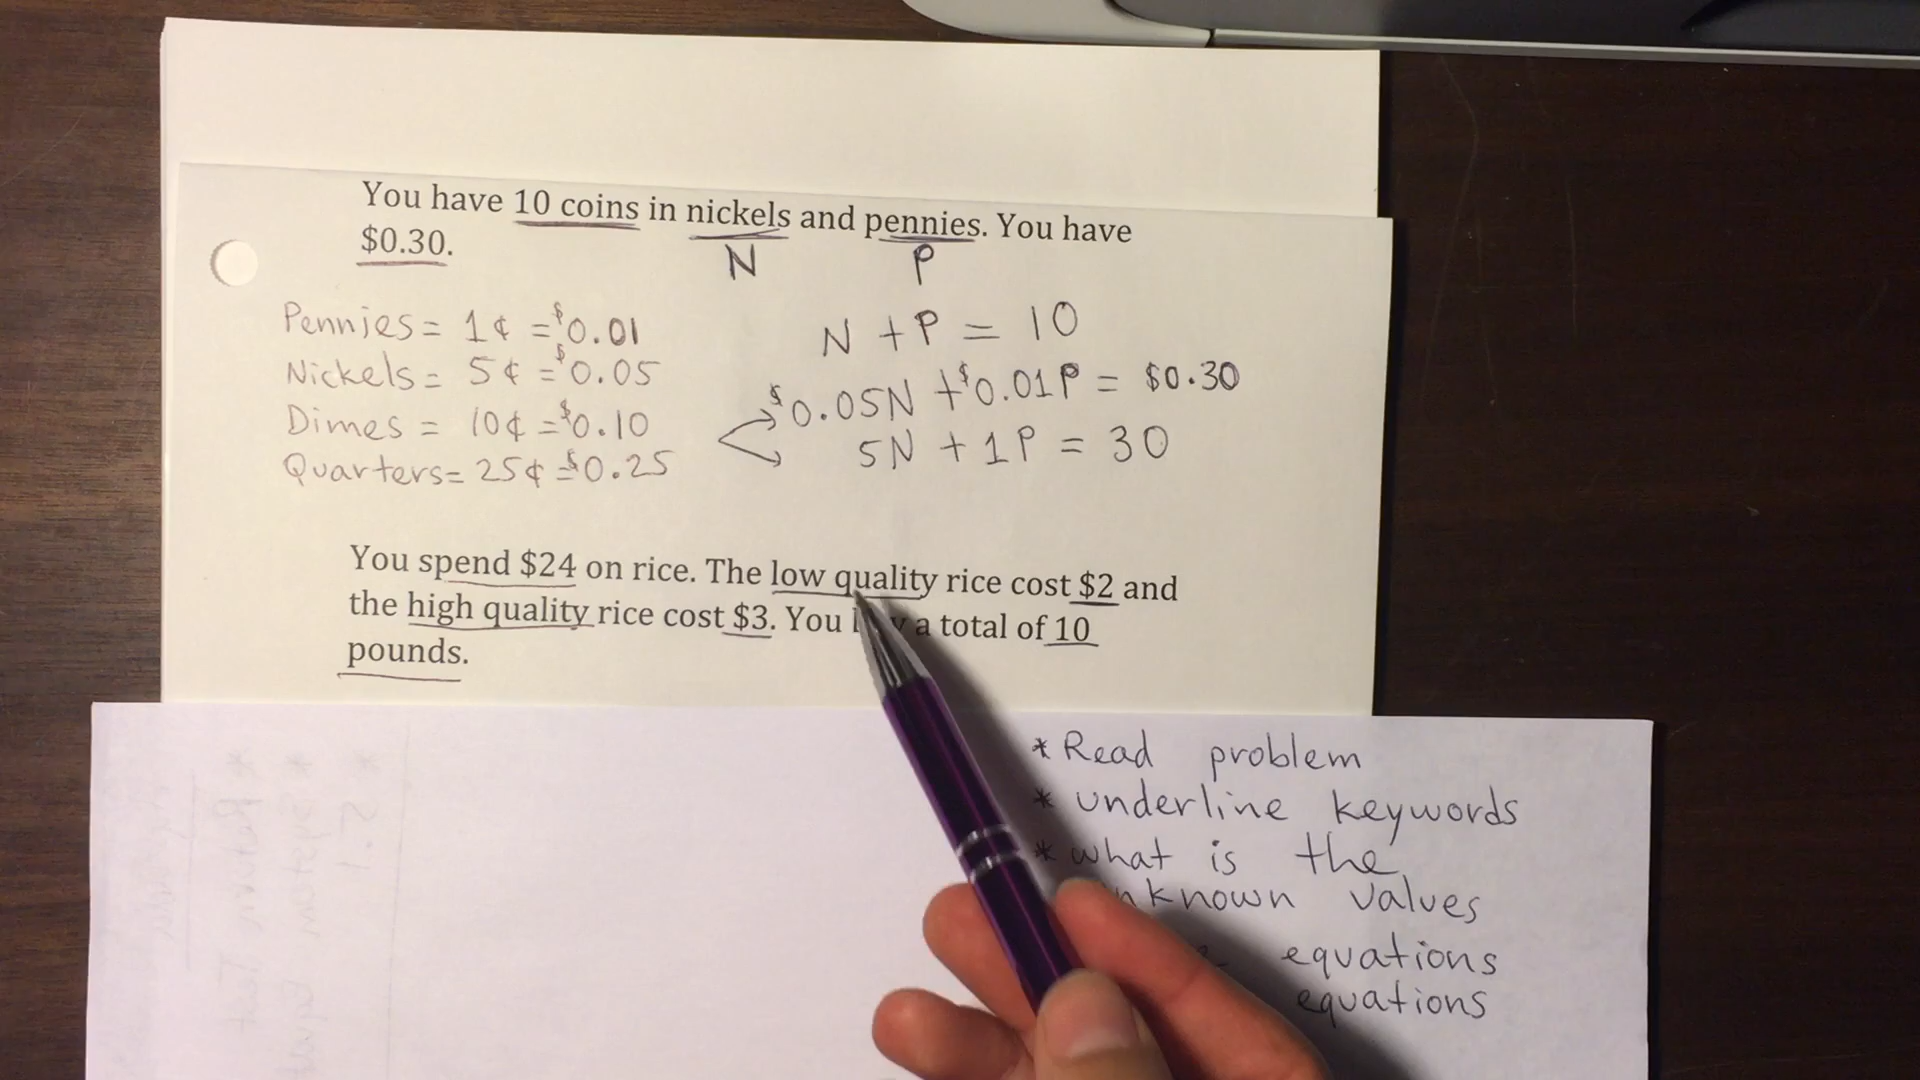 You have 10 coins in nickels and pennies. You have
$0.30.
N P
Pennies = 1¢ = $0.01
Nickels = 5¢ = $0.05
Dimes = 10¢ = $0.10
Quarters = 25¢ = $0.25
N + P = 10
$0.05N + $0.01P = $0.30
5N + 1P = 30
You spend $24 on rice. The low quality rice cost $2 and
the high quality rice cost $3. You a total of 10
pounds.
* Read problem
* underline keywords
* what is the
values
equations
equations